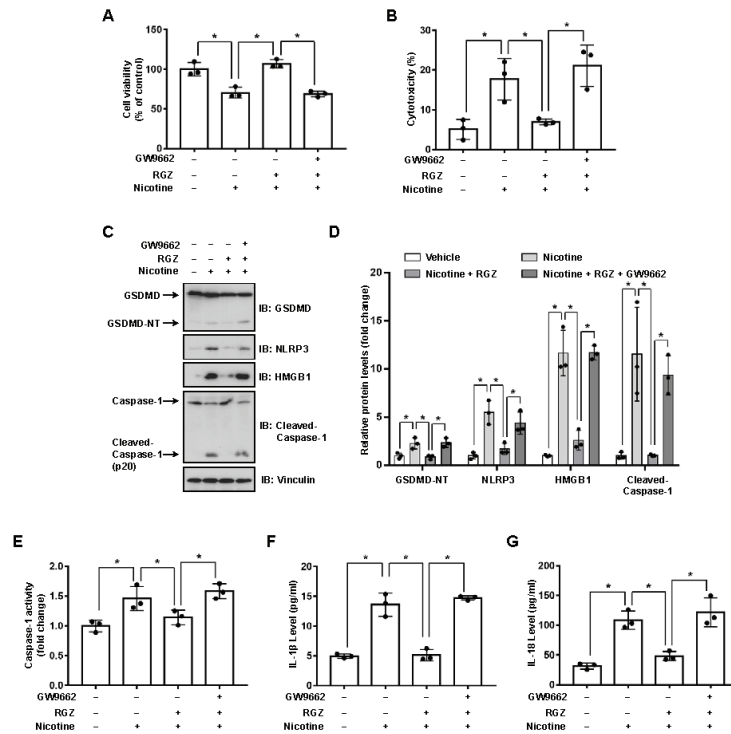 A
Cell viability
(% of control)
150
100
50
0
* * *
GW9662 – – – +
RGZ – – + +
Nicotine – + + +
B
Cytotoxicity (%)
30
20
10
0
* * *
GW9662 – – – +
RGZ – – + +
Nicotine – + + +
C
GW9662 – – – +
RGZ – – + +
Nicotine – + + +
GSDMD
GSDMD-NT
IB: GSDMD
IB: NLRP3
IB: HMGB1
Caspase-1
Cleaved-
Caspase-1
(p20)
IB: Cleaved-
Caspase-1
IB: Vinculin
D
Vehicle
Nicotine
Nicotine + RGZ
Nicotine + RGZ + GW9662
Relative protein levels (fold change)
20
15
10
5
0
* * *
* * *
* * *
* * *
GSDMD-NT NLRP3 HMGB1 Cleaved-
Caspase-1
E
Caspase-1 activity
(fold change)
2.0
1.5
1.0
0.5
0.0
* * *
GW9662 – – – +
RGZ – – + +
Nicotine – + + +
F
IL-1β Level (pg/ml)
20
15
10
5
0
* * *
GW9662 – – – +
RGZ – – + +
Nicotine – + + +
G
IL-18 Level (pg/ml)
200
150
100
50
0
* * *
GW9662 – – – +
RGZ – – + +
Nicotine – + + +